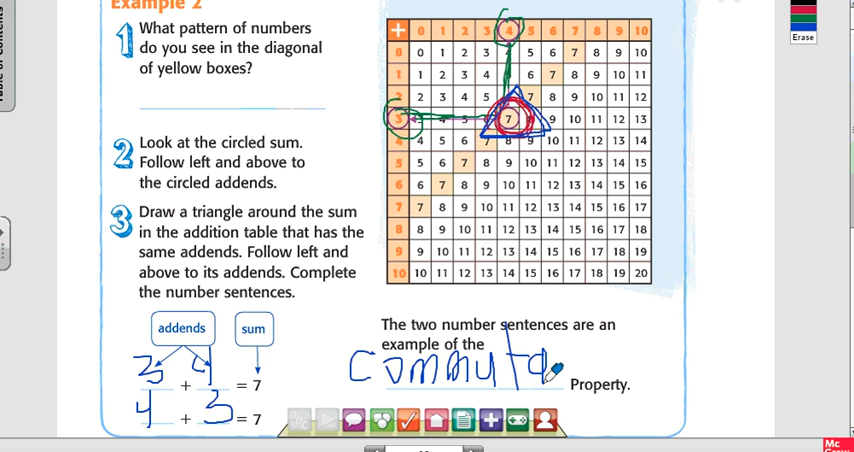 Example 2
1 What pattern of numbers
do you see in the diagonal
of yellow boxes?
2 Look at the circled sum.
Follow left and above to
the circled addends.
3 Draw a triangle around the sum
in the addition table that has the
same addends. Follow left and
above to its addends. Complete
the number sentences.
addends sum
3 + 4 = 7
4 + 3 = 7
+ 0 1 2 3 4 5 6 7 8 9 10
0 0 1 2 3 4 5 6 7 8 9 10
1 1 2 3 4 6 7 8 9 10 11
2 2 3 4 5 7 8 9 10 11 12
3 3 4 5 6 7 8 9 10 11 12 13
4 4 5 6 7 8 9 10 11 12 13 14
5 5 6 7 8 9 10 11 12 13 14 15
6 6 7 8 9 10 11 12 13 14 15 16
7 7 8 9 10 11 12 13 14 15 16 17
8 8 9 10 11 12 13 14 15 16 17 18
9 9 10 11 12 13 14 15 16 17 18 19
10 10 11 12 13 14 15 16 17 18 19 20
The two number sentences are an
example of the
commuta Property.
Erase
Mc